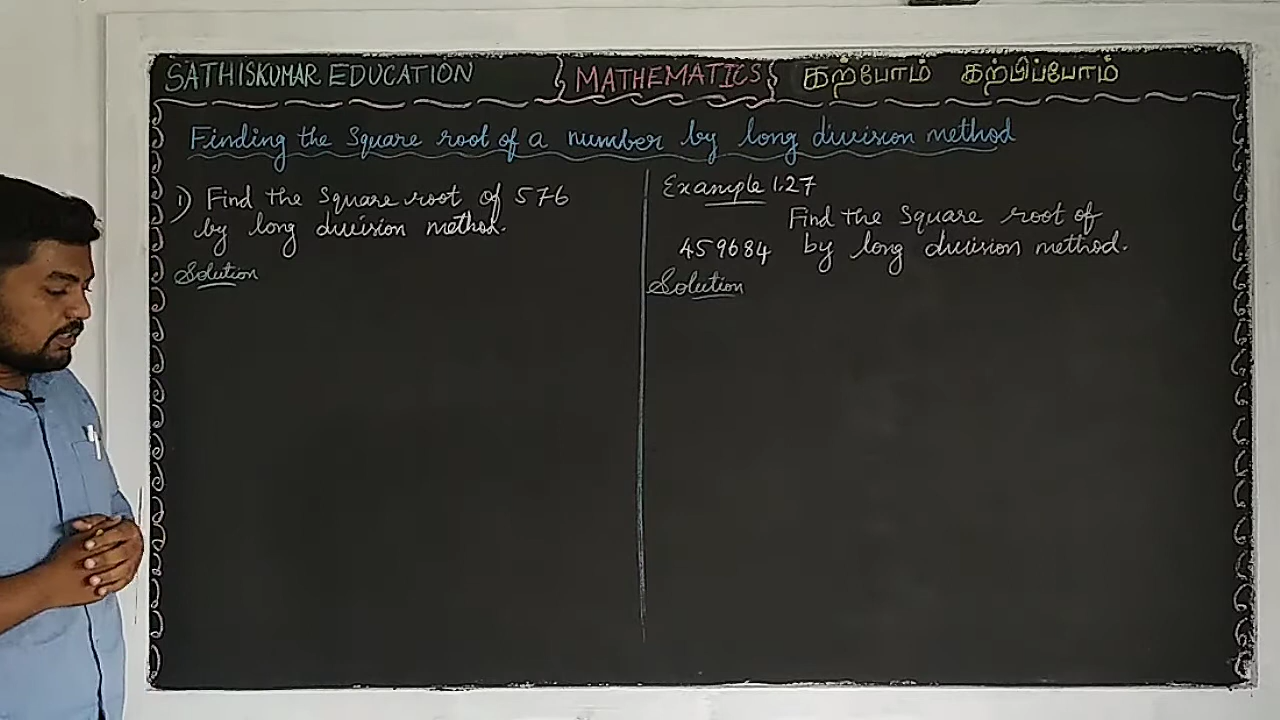 SATHISKUMAR EDUCATION { MATHEMATICS } கற்போம் கற்பிப்போம்
Finding the Square root of a number by long division method
1) Find the Square root of 576
by long division method.
Solution
Example 1.27
Find the Square root of
459684 by long division method.
Solution